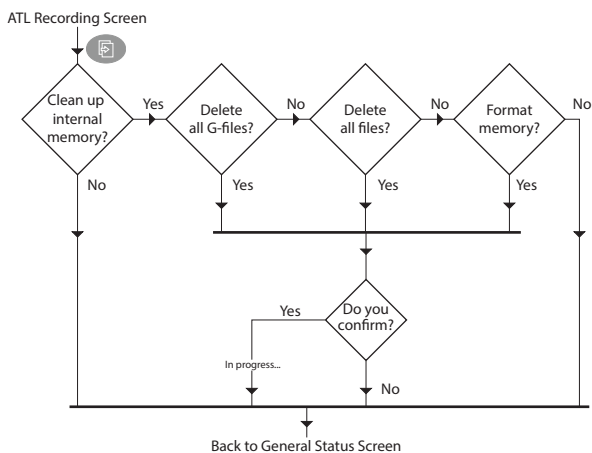 ATL Recording Screen
Clean up
internal
memory?
Yes
Delete
all G-files?
No
Delete
all files?
No
Format
memory?
No
No
Yes
Yes
Yes
Do you
confirm?
Yes
In progress...
No
Back to General Status Screen